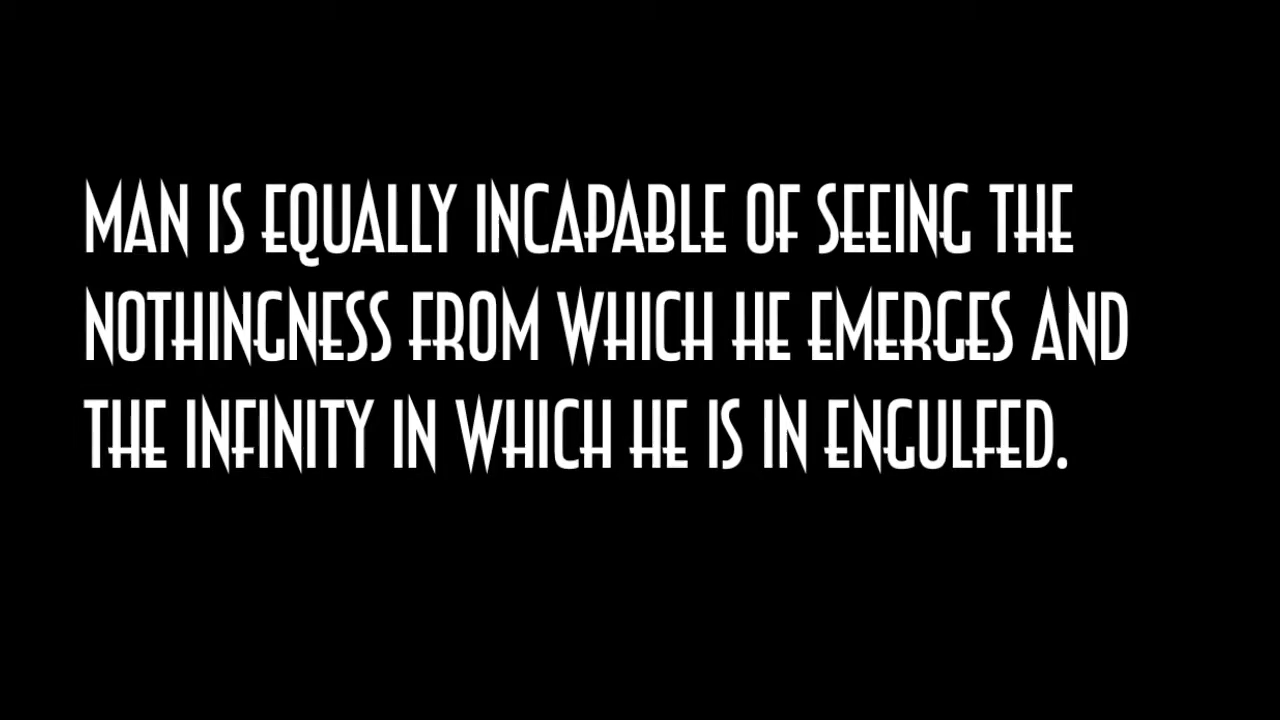 MAN IS EQUALLY INCAPABLE OF SEEING THE
NOTHINGNESS FROM WHICH HE EMERGES AND
THE INFINITY IN WHICH HE IS IN ENGULFED.